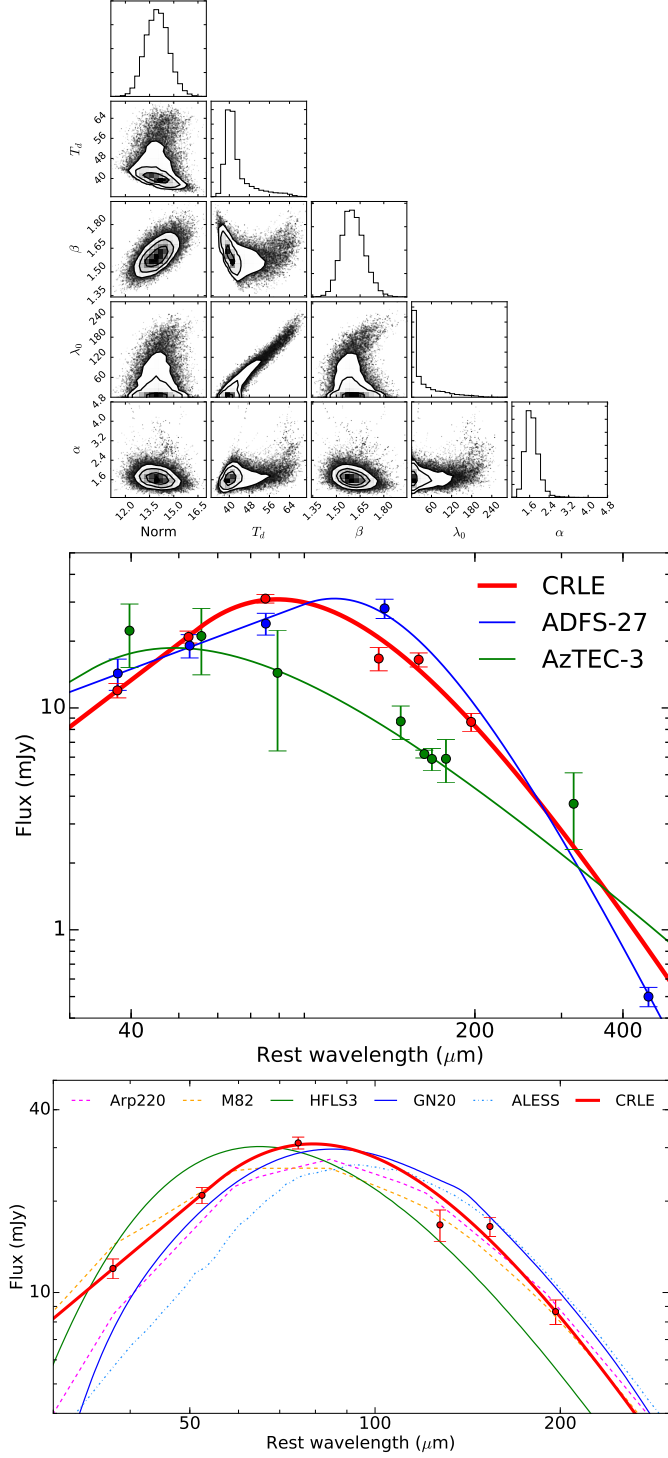 64
56
48
40
T_d
1.80
1.65
1.50
1.35
β
240
180
120
60
λ_0
4.8
4.0
3.2
2.4
1.6
α
12.0 13.5 15.0 16.5 40 48 56 64 1.35 1.50 1.65 1.80 60 120 180 240 1.6 2.4 3.2 4.0 4.8
Norm T_d β λ_0 α
CRLE
ADFS-27
AzTEC-3
10
1
Flux (mJy)
40 200 400
Rest wavelength (μm)
Arp220 M82 HFLS3 GN20 ALESS CRLE
40
10
Flux (mJy)
50 100 200
Rest wavelength (μm)